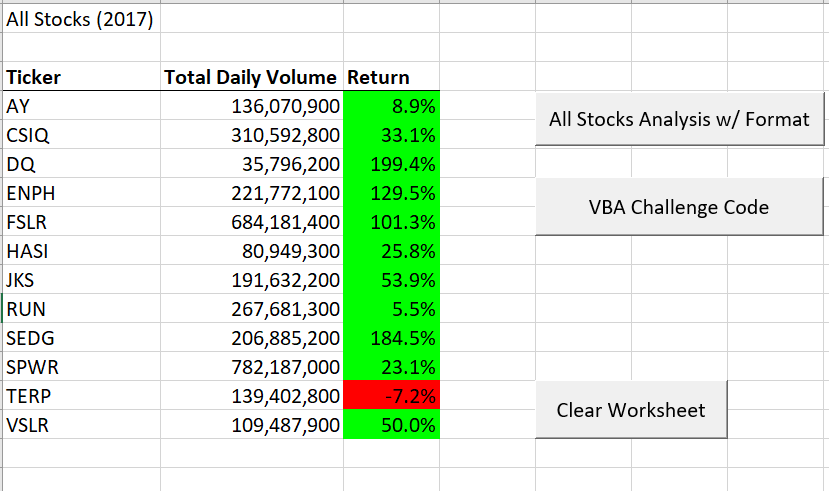 All Stocks (2017)
Ticker Total Daily Volume Return
AY 136,070,900 8.9%
CSIQ 310,592,800 33.1%
DQ 35,796,200 199.4%
ENPH 221,772,100 129.5%
FSLR 684,181,400 101.3%
HASI 80,949,300 25.8%
JKS 191,632,200 53.9%
RUN 267,681,300 5.5%
SEDG 206,885,200 184.5%
SPWR 782,187,000 23.1%
TERP 139,402,800 -7.2%
VSLR 109,487,900 50.0%
All Stocks Analysis w/ Format
VBA Challenge Code
Clear Worksheet